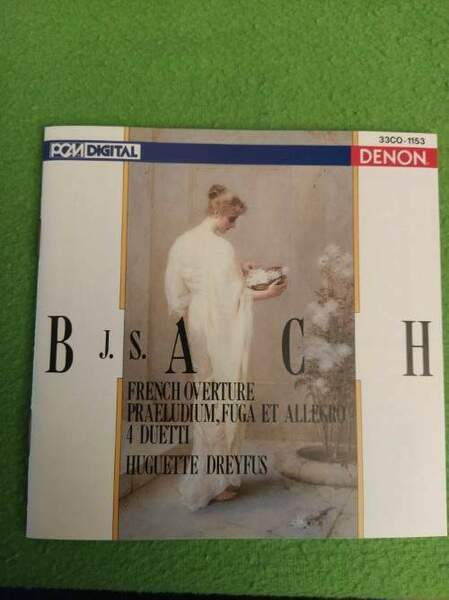 33CO-1153
PCM DIGITAL
DENON
B J. S. A C H
FRENCH OVERTURE
PRAELUDIUM, FUGA ET ALLEGRO
4 DUETTI
HUGUETTE DREYFUS